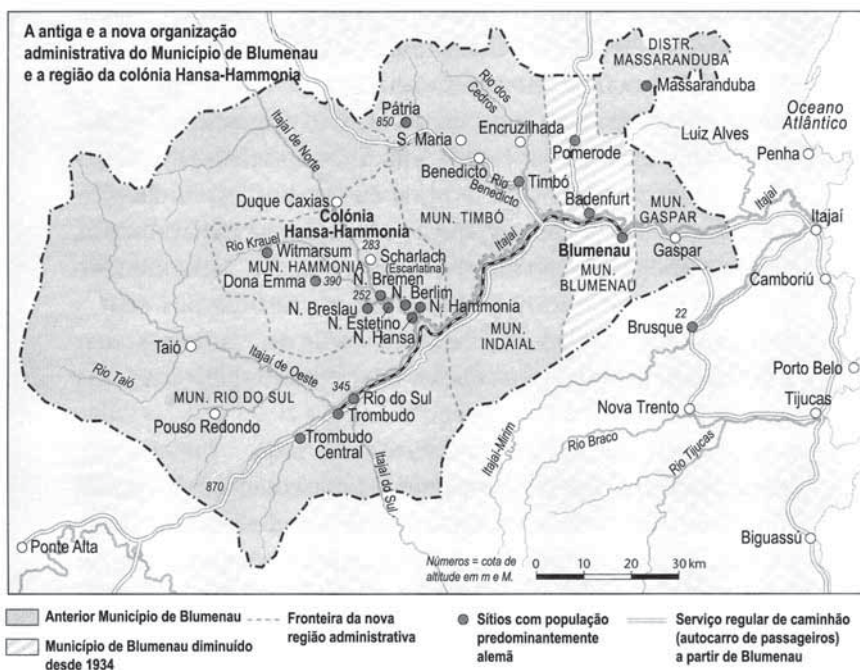 A antiga e a nova organização
administrativa do Município de Blumenau
e a região da colónia Hansa-Hammonia
DISTR.
MASSARANDUBA
Massaranduba
Oceano
Atlântico
Rio dos
Cedros
Pátria
850
Itajaí de Norte
S. Maria
Encruzilhada
Luiz Alves
Penha
Pomerode
Benedicto
Rio
Benedicto
Timbó
Duque Caxias
Badenfurt
MUN.
GASPAR
Itajaí
Itajaí
Colónia
Hansa-Hammonia
MUN. TIMBÓ
Itajaí
Rio Krauel
Witmarsum
283
Scharlach
(Escarlatina)
Blumenau
Gaspar
MUN. HAMMONIA
MUN.
BLUMENAU
Camboriú
Dona Emma
390
N. Bremen
252
N. Berlim
N. Breslau
N. Hammonia
N. Estetino
N. Hansa
MUN.
INDAIAL
22
Brusque
Taió
Itajaí de Oeste
Porto Belo
Rio Taió
345
MUN. RIO DO SUL
Rio do Sul
Nova Trento
Tijucas
Pouso Redondo
Trombudo
Trombudo
Central
Itajaí do Sul
Itajaí-Mirim
Rio Braco
Rio Tijucas
870
Ponte Alta
Biguassú
Números = cota de
altitude em m e M.
0 10 20 30 km
Anterior Município de Blumenau
Município de Blumenau diminuído
desde 1934
Fronteira da nova
região administrativa
Sítios com população
predominantemente
alemã
Serviço regular de caminhão
(autocarro de passageiros)
a partir de Blumenau